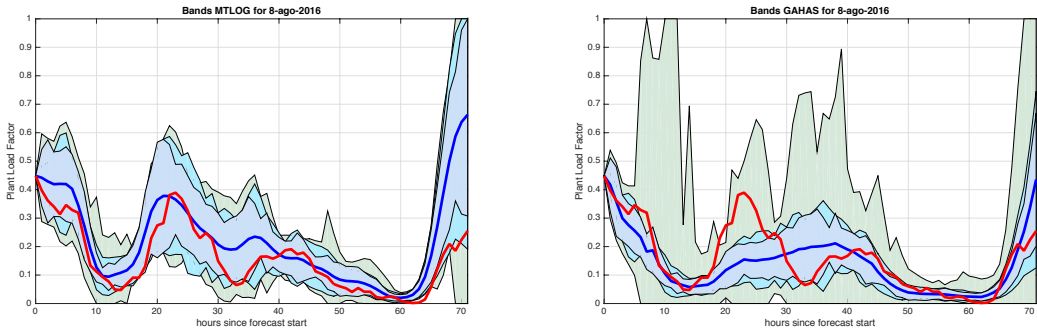 Bands MTLOG for 8-ago-2016
Plant Load Factor
1
0.9
0.8
0.7
0.6
0.5
0.4
0.3
0.2
0.1
0
0 10 20 30 40 50 60 70
hours since forecast start
Bands GAHAS for 8-ago-2016
Plant Load Factor
1
0.9
0.8
0.7
0.6
0.5
0.4
0.3
0.2
0.1
0
0 10 20 30 40 50 60 70
hours since forecast start